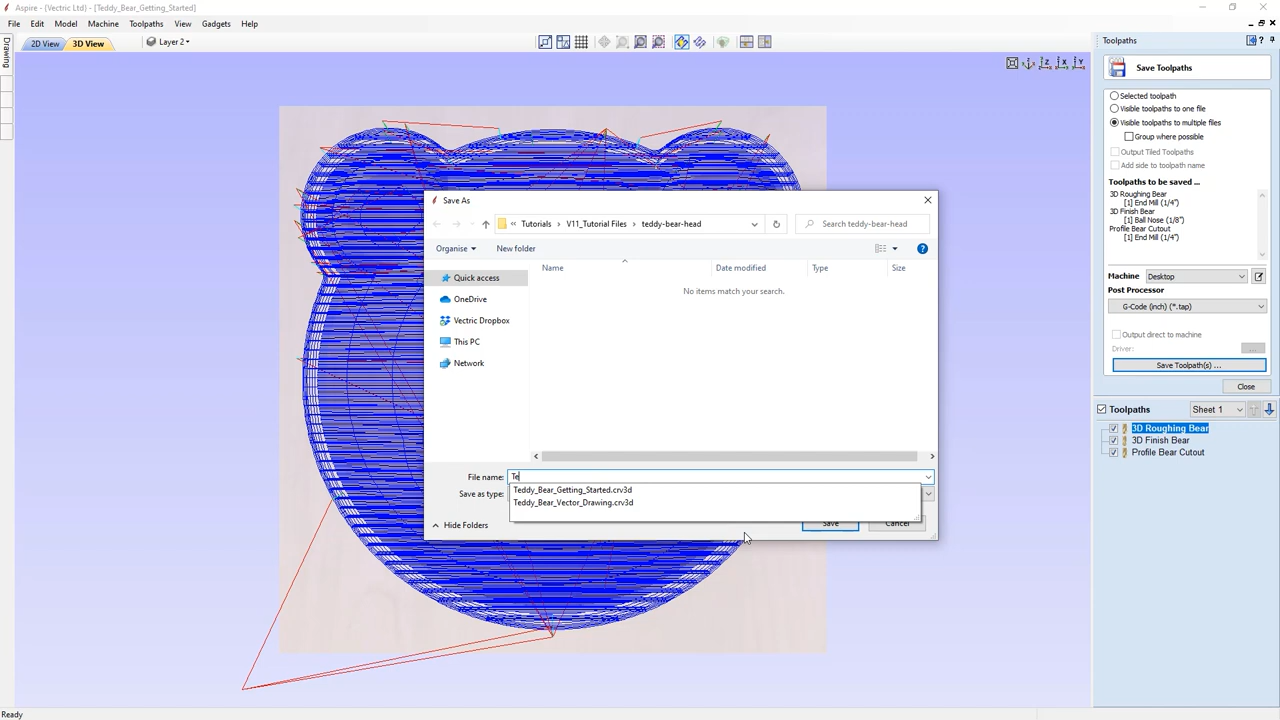 Aspire - {Vectric Ltd} - [Teddy_Bear_Getting_Started]
File Edit Model Machine Toolpaths View Gadgets Help
2D View 3D View Layer 2
Drawing
Toolpaths
Save Toolpaths
Selected toolpath
Visible toolpaths to one file
Visible toolpaths to multiple files
Group where possible
Output Tiled Toolpaths
Add side to toolpath name
Toolpaths to be saved ...
3D Roughing Bear
[1] End Mill (1/4")
3D Finish Bear
[1] Ball Nose (1/8")
Profile Bear Cutout
[1] End Mill (1/4")
Machine Desktop
Post Processor
G-Code (inch) (*.tap)
Output direct to machine
Driver: ...
Save Toolpath(s) ...
Close
Toolpaths Sheet 1
3D Roughing Bear
3D Finish Bear
Profile Bear Cutout
Save As
« Tutorials › V11_Tutorial Files › teddy-bear-head Search teddy-bear-head
Organise New folder
Name Date modified Type Size
No items match your search.
Quick access
OneDrive
Vectric Dropbox
This PC
Network
File name: Te
Save as type:
Teddy_Bear_Getting_Started.crv3d
Teddy_Bear_Vector_Drawing.crv3d
Hide Folders Save Cancel
Ready